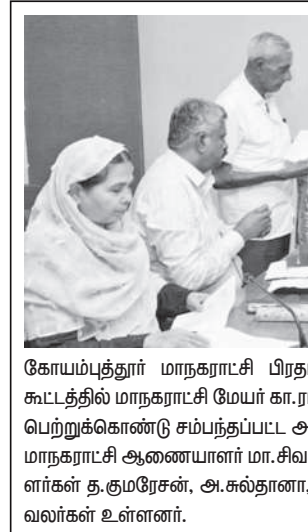 கோயம்புத்தூர் மாநகராட்சி
கூட்டத்தில் மாநகராட்சி மேயர்
பெற்றுக்கொண்டு சம்பந்தப்பட்ட
மாநகராட்சி ஆணையாளர் மா.சிவ
ளர்கள் த.குமரேசன், அ.சுல்தானா,
வலர்கள் உள்ளனர்.